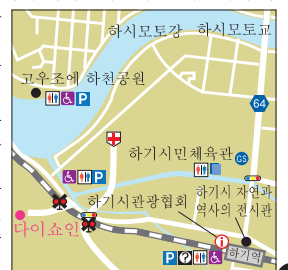 하시모토강
하시모토교
고우조에 하천공원
P
64
하기시민체육관
GS
P
하기시 자연과
역사의 전시관
하기시관광협회
다이쇼인
P
?
i
하기역